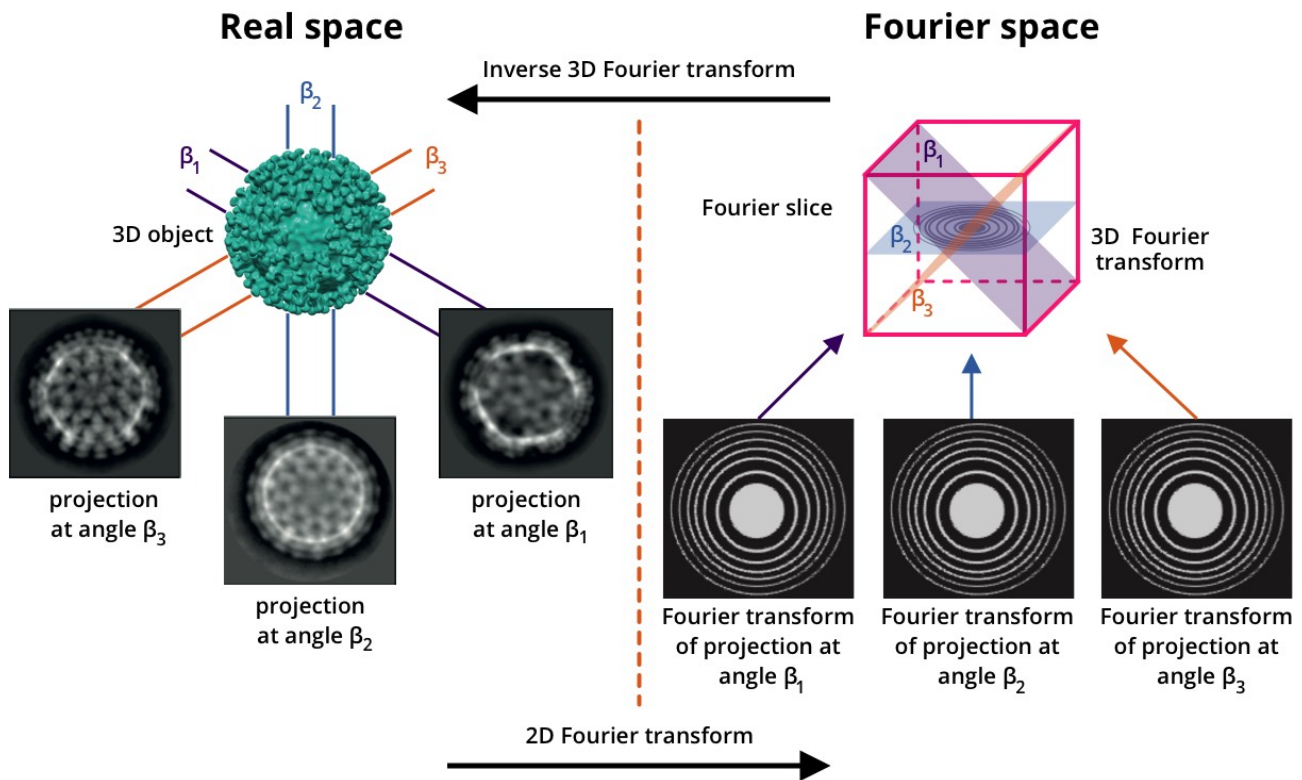 Real space
Fourier space
Inverse 3D Fourier transform
β₂
β₁
β₃
3D object
projection
at angle β₃
projection
at angle β₂
projection
at angle β₁
β₁
Fourier slice
β₂
3D Fourier
transform
β₃
Fourier transform
of projection at
angle β₁
Fourier transform
of projection at
angle β₂
Fourier transform
of projection at
angle β₃
2D Fourier transform